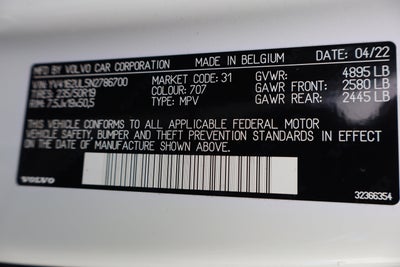 MFD BY VOLVO CAR CORPORATION MADE IN BELGIUM DATE: 04/22
VIN: YV4162UL5N2786700 MARKET CODE: 31 GVWR: 4895 LB
TIRES: 235/50R19 COLOUR: 707 GAWR FRONT: 2580 LB
RIM: 7.5Jx19x50,5 TYPE: MPV GAWR REAR: 2445 LB
THIS VEHICLE CONFORMS TO ALL APPLICABLE FEDERAL MOTOR
VEHICLE SAFETY, BUMPER AND THEFT PREVENTION STANDARDS IN EFFECT
ON THE DATE OF MANUFACTURE SHOWN ABOVE.
VOLVO 32366354